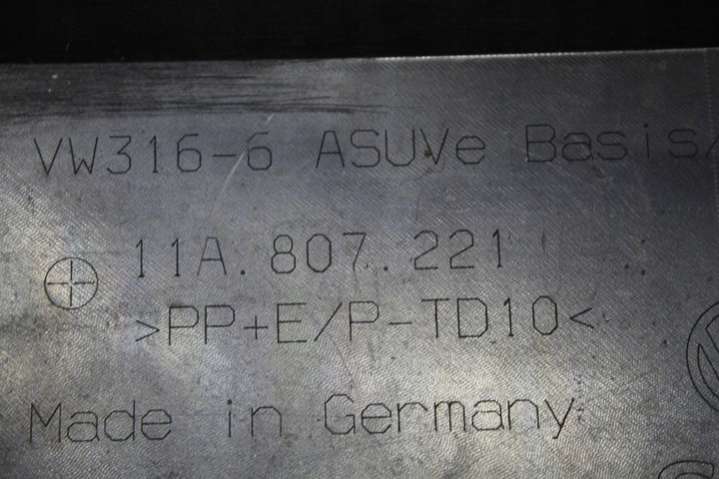 VW316-6 ASUVe Basis/
11A.807.221
>PP+E/P-TD10<
Made in Germany